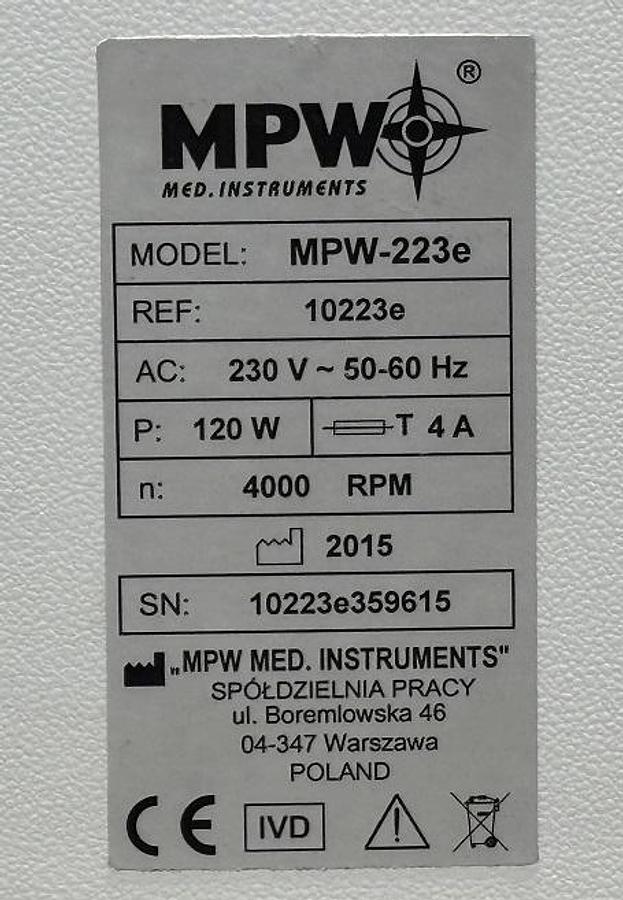 MPW ®
MED. INSTRUMENTS
MODEL: MPW-223e
REF: 10223e
AC: 230 V ~ 50-60 Hz
P: 120 W T 4 A
n: 4000 RPM
2015
SN: 10223e359615
„MPW MED. INSTRUMENTS"
SPÓŁDZIELNIA PRACY
ul. Boremlowska 46
04-347 Warszawa
POLAND
CE IVD !